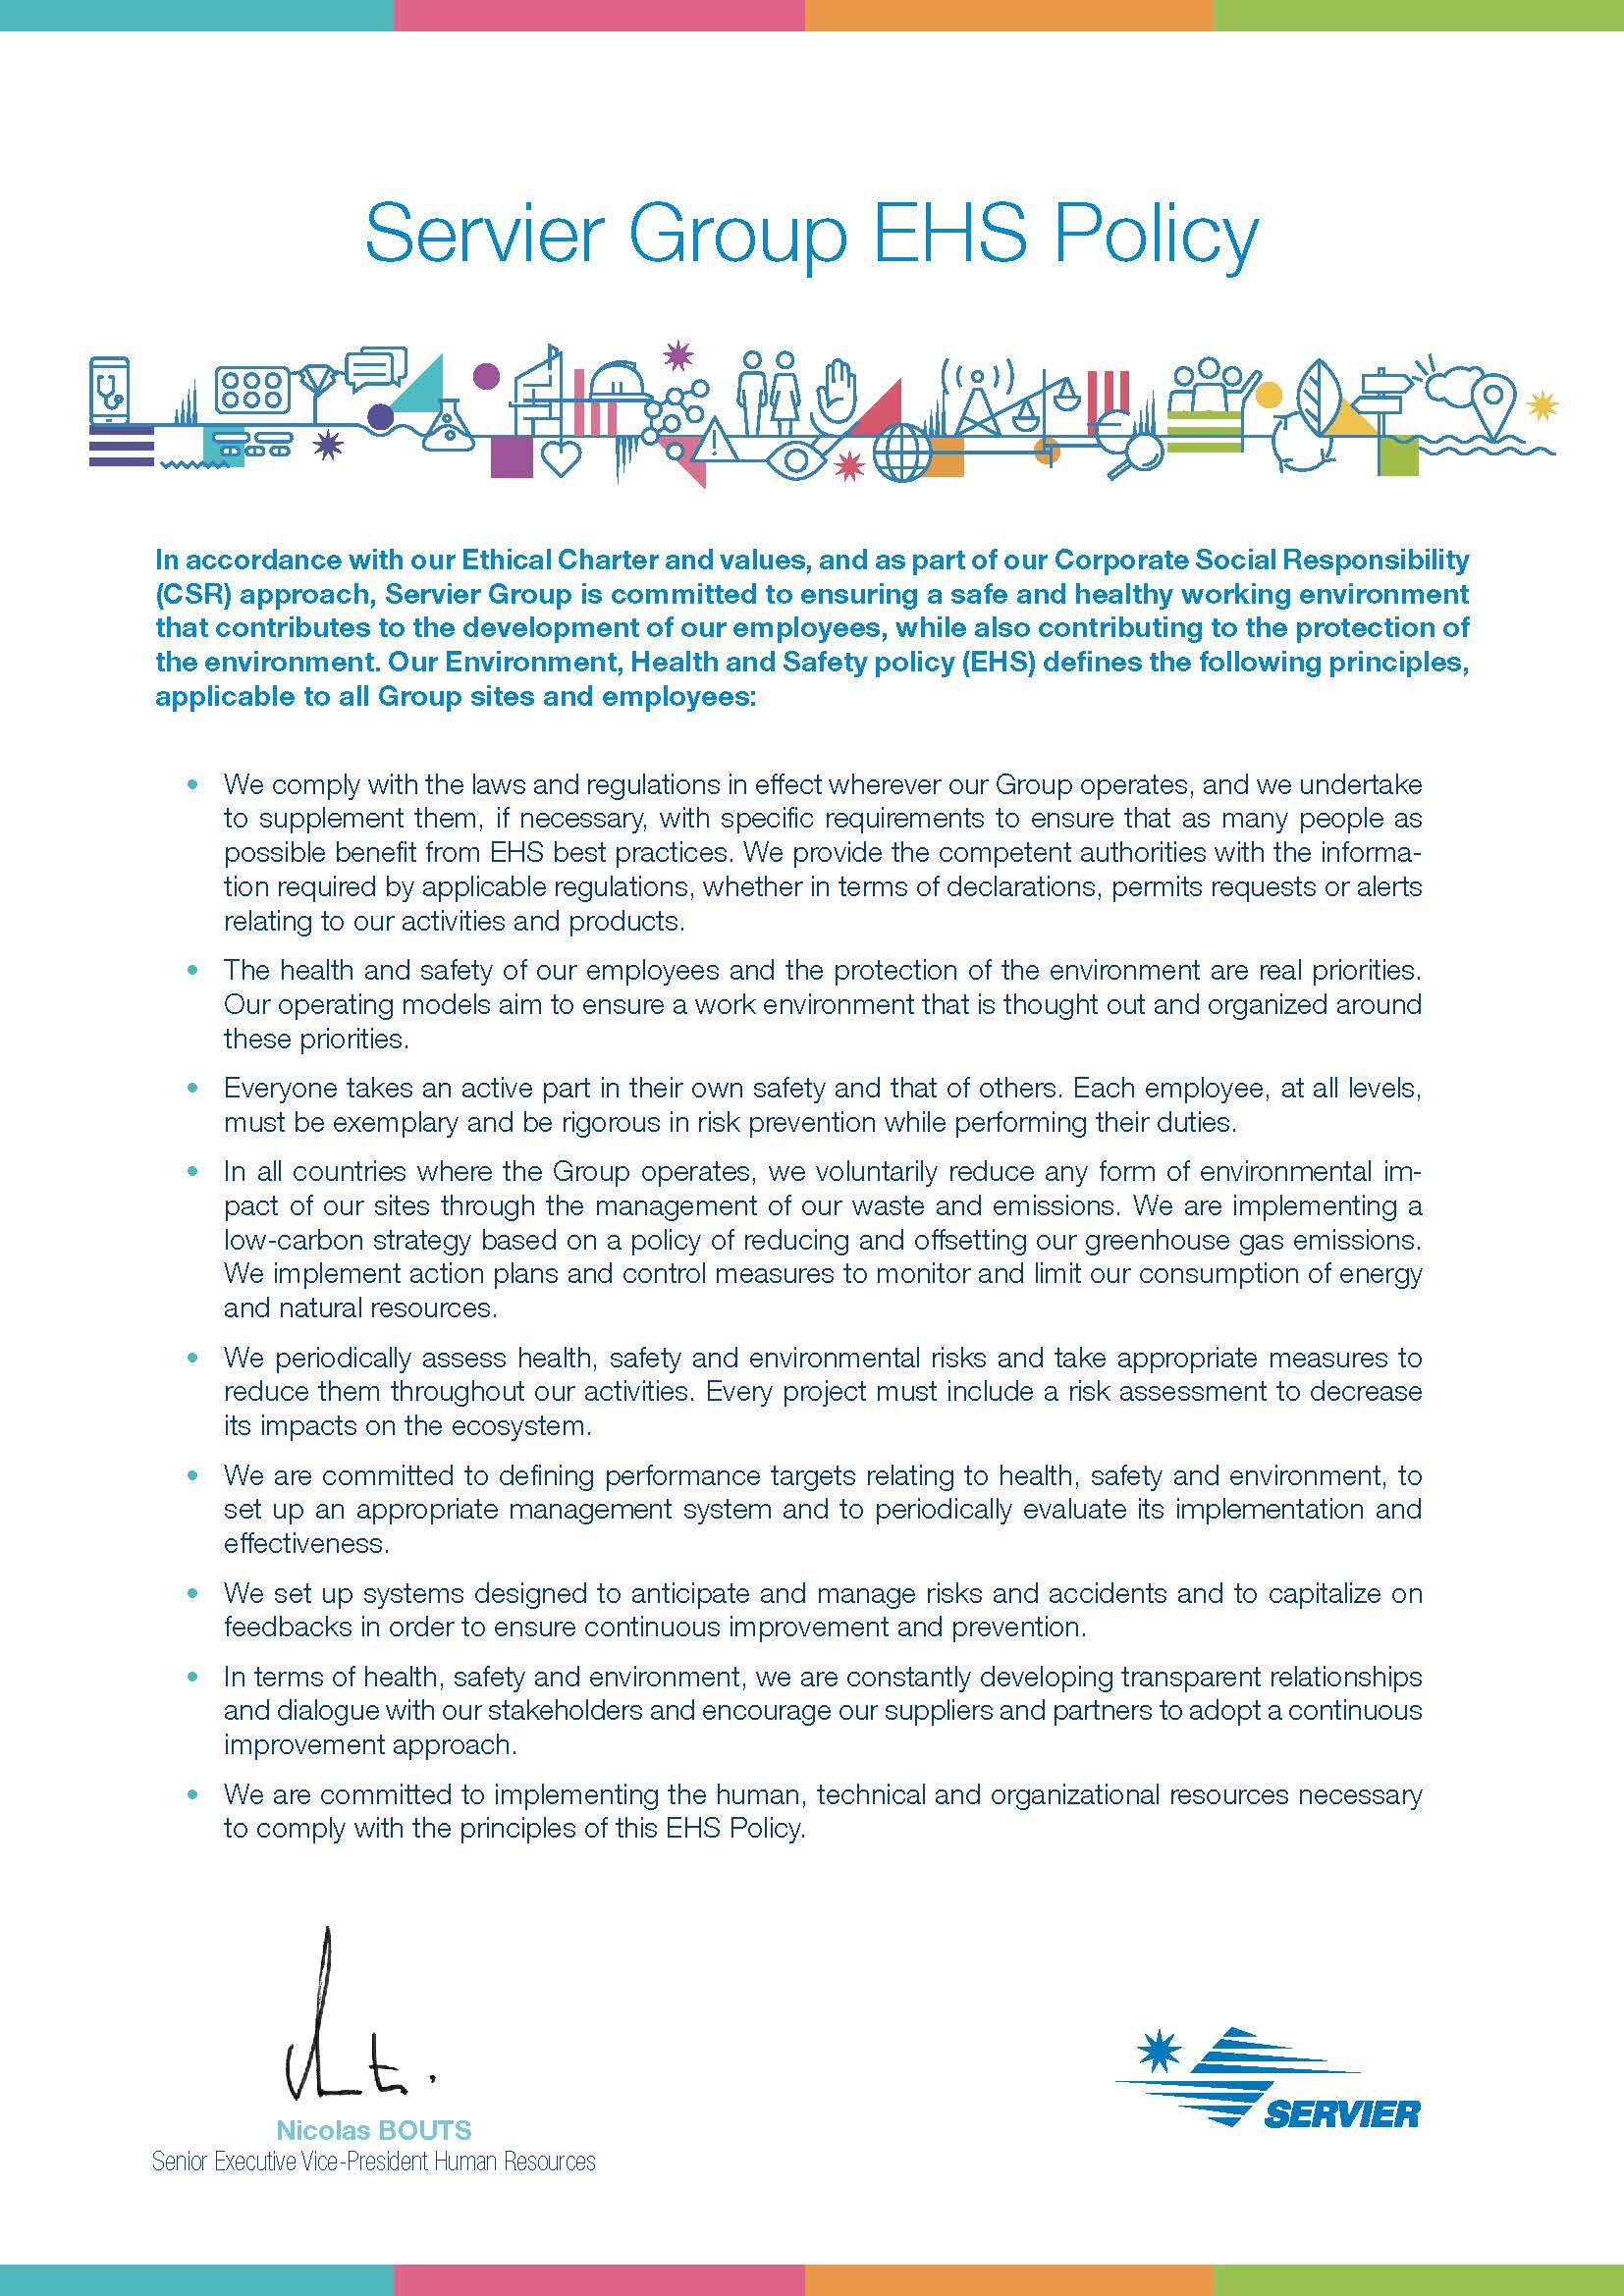 Servier Group EHS Policy
In accordance with our Ethical Charter and values, and as part of our Corporate Social Responsibility
(CSR) approach, Servier Group is committed to ensuring a safe and healthy working environment
that contributes to the development of our employees, while also contributing to the protection of
the environment. Our Environment, Health and Safety policy (EHS) defines the following principles,
applicable to all Group sites and employees:
• We comply with the laws and regulations in effect wherever our Group operates, and we undertake
to supplement them, if necessary, with specific requirements to ensure that as many people as
possible benefit from EHS best practices. We provide the competent authorities with the informa-
tion required by applicable regulations, whether in terms of declarations, permits requests or alerts
relating to our activities and products.
• The health and safety of our employees and the protection of the environment are real priorities.
Our operating models aim to ensure a work environment that is thought out and organized around
these priorities.
• Everyone takes an active part in their own safety and that of others. Each employee, at all levels,
must be exemplary and be rigorous in risk prevention while performing their duties.
• In all countries where the Group operates, we voluntarily reduce any form of environmental im-
pact of our sites through the management of our waste and emissions. We are implementing a
low-carbon strategy based on a policy of reducing and offsetting our greenhouse gas emissions.
We implement action plans and control measures to monitor and limit our consumption of energy
and natural resources.
• We periodically assess health, safety and environmental risks and take appropriate measures to
reduce them throughout our activities. Every project must include a risk assessment to decrease
its impacts on the ecosystem.
• We are committed to defining performance targets relating to health, safety and environment, to
set up an appropriate management system and to periodically evaluate its implementation and
effectiveness.
• We set up systems designed to anticipate and manage risks and accidents and to capitalize on
feedbacks in order to ensure continuous improvement and prevention.
• In terms of health, safety and environment, we are constantly developing transparent relationships
and dialogue with our stakeholders and encourage our suppliers and partners to adopt a continuous
improvement approach.
• We are committed to implementing the human, technical and organizational resources necessary
to comply with the principles of this EHS Policy.
Nicolas BOUTS
Senior Executive Vice-President Human Resources
SERVIER